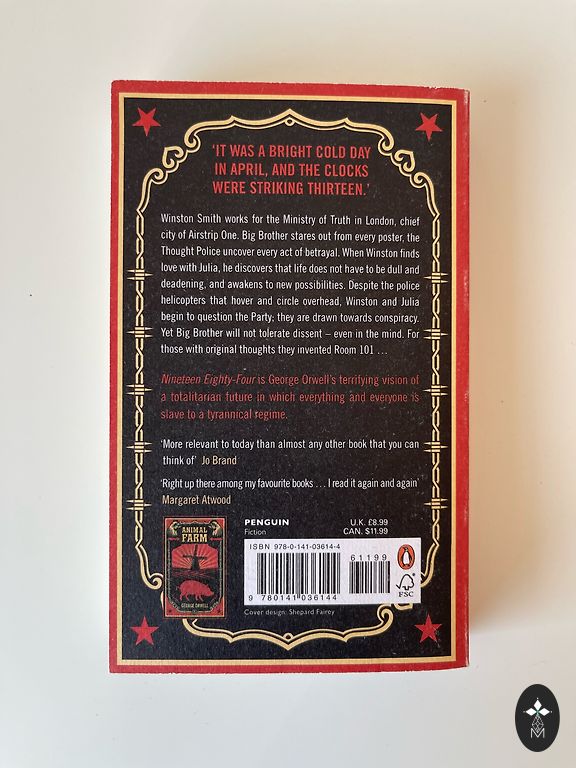 ‘IT WAS A BRIGHT COLD DAY
IN APRIL, AND THE CLOCKS
WERE STRIKING THIRTEEN.’
Winston Smith works for the Ministry of Truth in London, chief
city of Airstrip One. Big Brother stares out from every poster, the
Thought Police uncover every act of betrayal. When Winston finds
love with Julia, he discovers that life does not have to be dull and
deadening, and awakens to new possibilities. Despite the police
helicopters that hover and circle overhead, Winston and Julia
begin to question the Party; they are drawn towards conspiracy.
Yet Big Brother will not tolerate dissent – even in the mind. For
those with original thoughts they invented Room 101 ...
Nineteen Eighty-Four is George Orwell’s terrifying vision of
a totalitarian future in which everything and everyone is
slave to a tyrannical regime.
‘More relevant to today than almost any other book that you can
think of’ Jo Brand
‘Right up there among my favourite books ... I read it again and again’
Margaret Atwood
ANIMAL
FARM
GEORGE ORWELL
PENGUIN
Fiction
U.K. £8.99
CAN. $11.99
ISBN 978-0-141-03614-4
61199
9 780141 036144
FSC
Cover design: Shepard Fairey
M